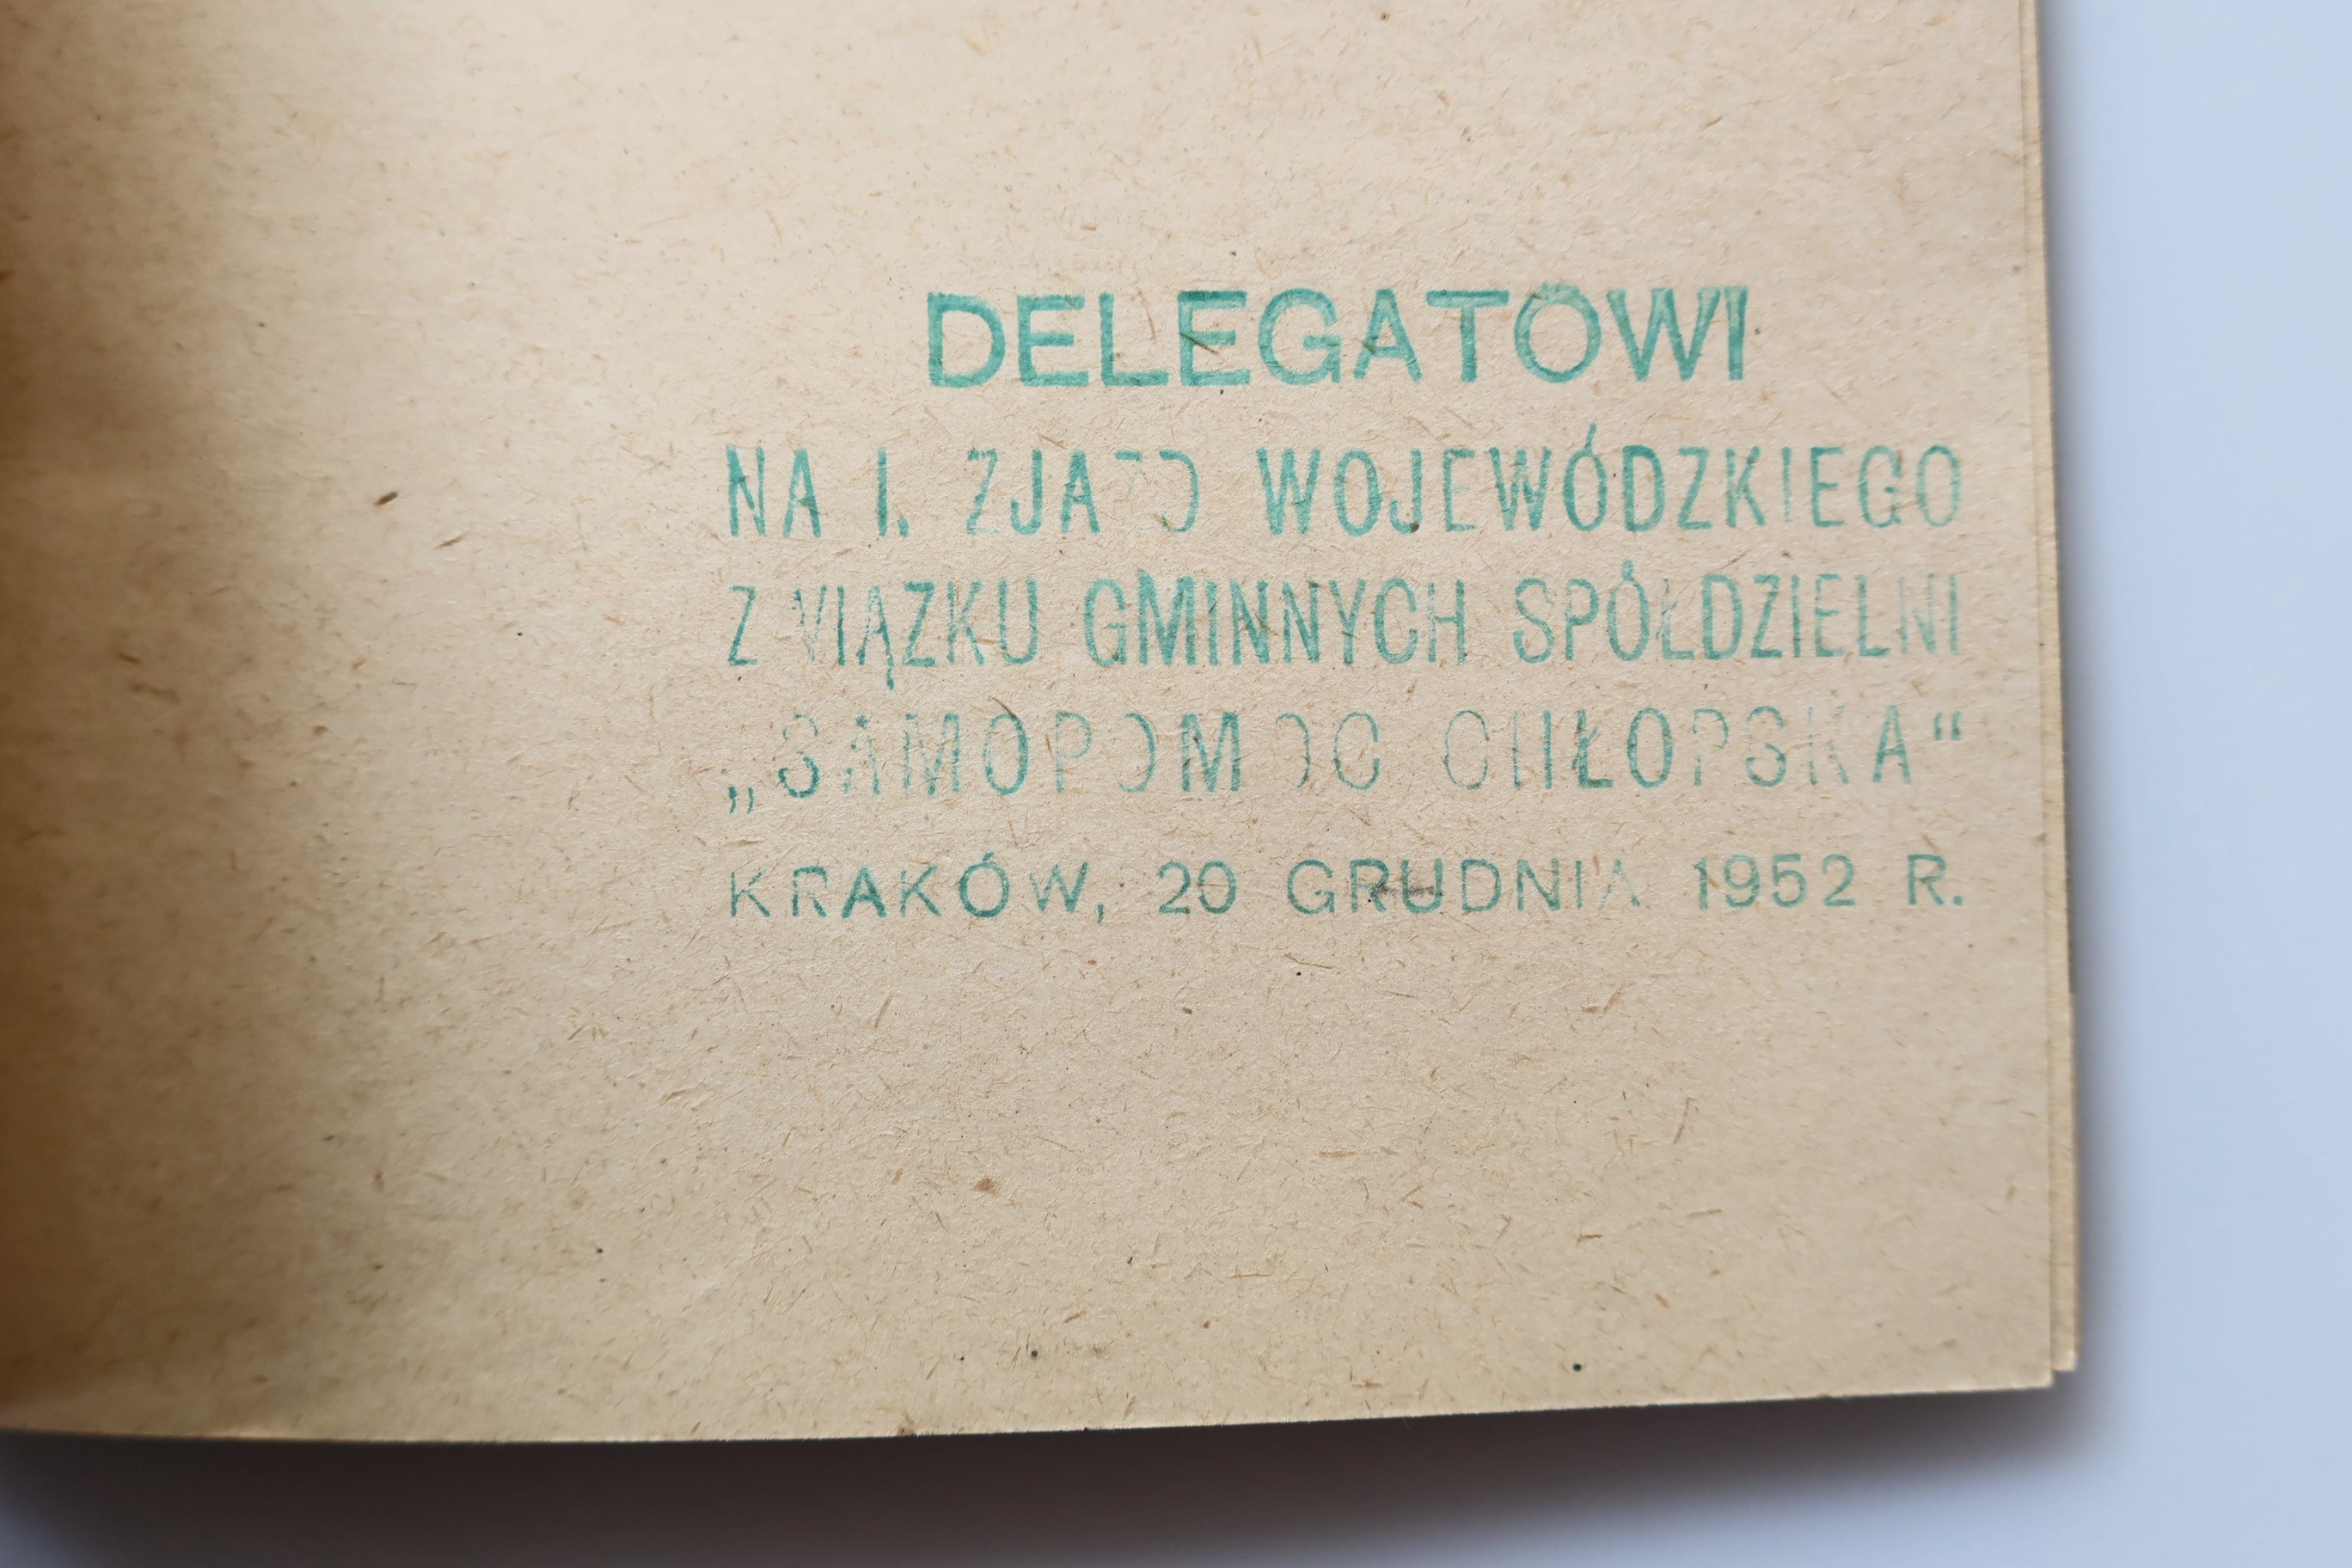 DELEGATOWI
NA I. ZJAZD WOJEWÓDZKIEGO
ZWIĄZKU GMINNYCH SPÓŁDZIELNI
„SAMOPOMOC CHŁOPSKA“
KRAKÓW, 20 GRUDNIA 1952 R.